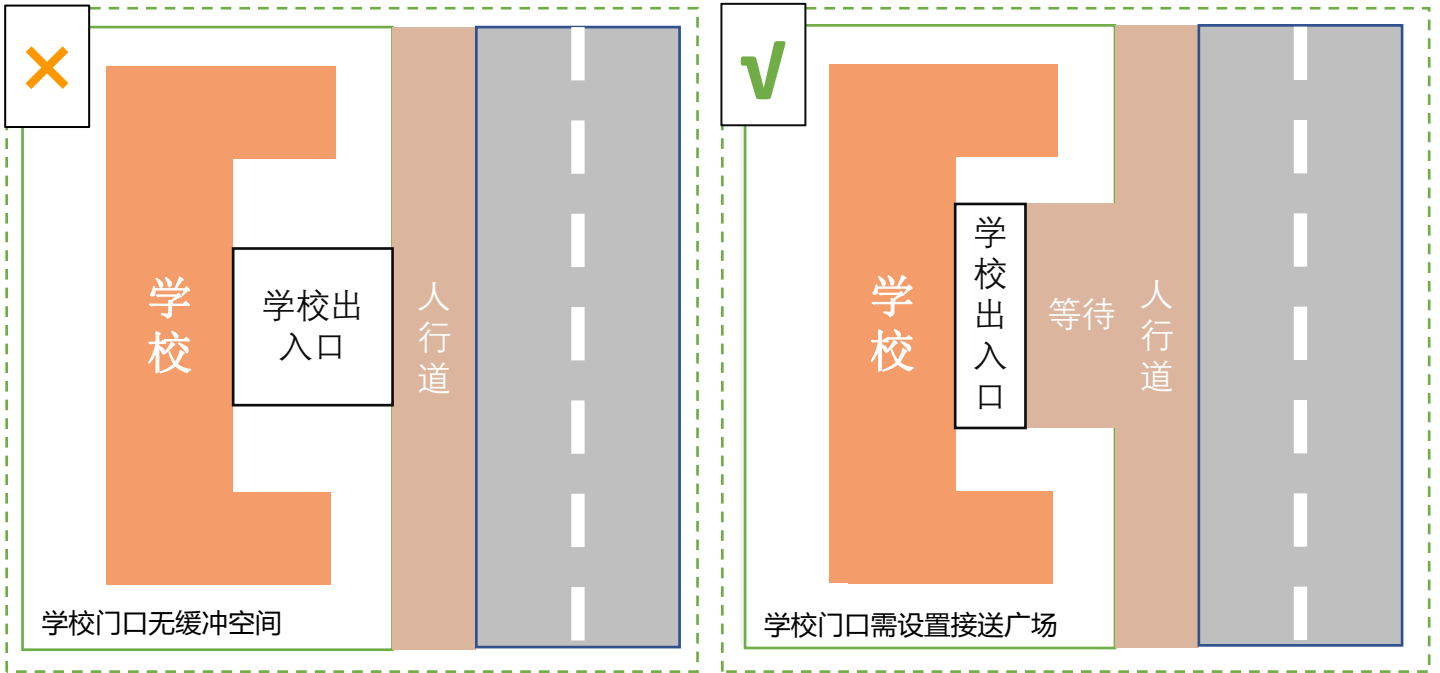 学校
学校出
入口
人行道
学校门口无缓冲空间
√
学校
学校出入口
等待
人行道
学校门口需设置接送广场